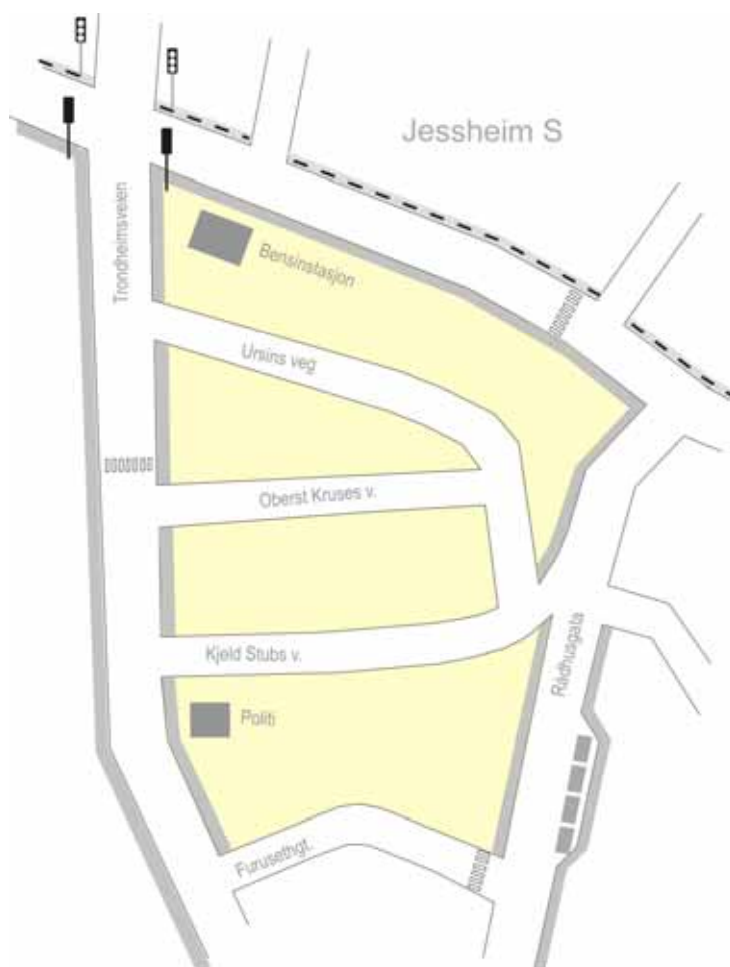 Jessheim S
Trondheimsveien
Bensinstasjon
Ursins veg
Oberst Kruses v.
Kjeld Stubs v.
Rådhusgata
Politi
Furusethgt.